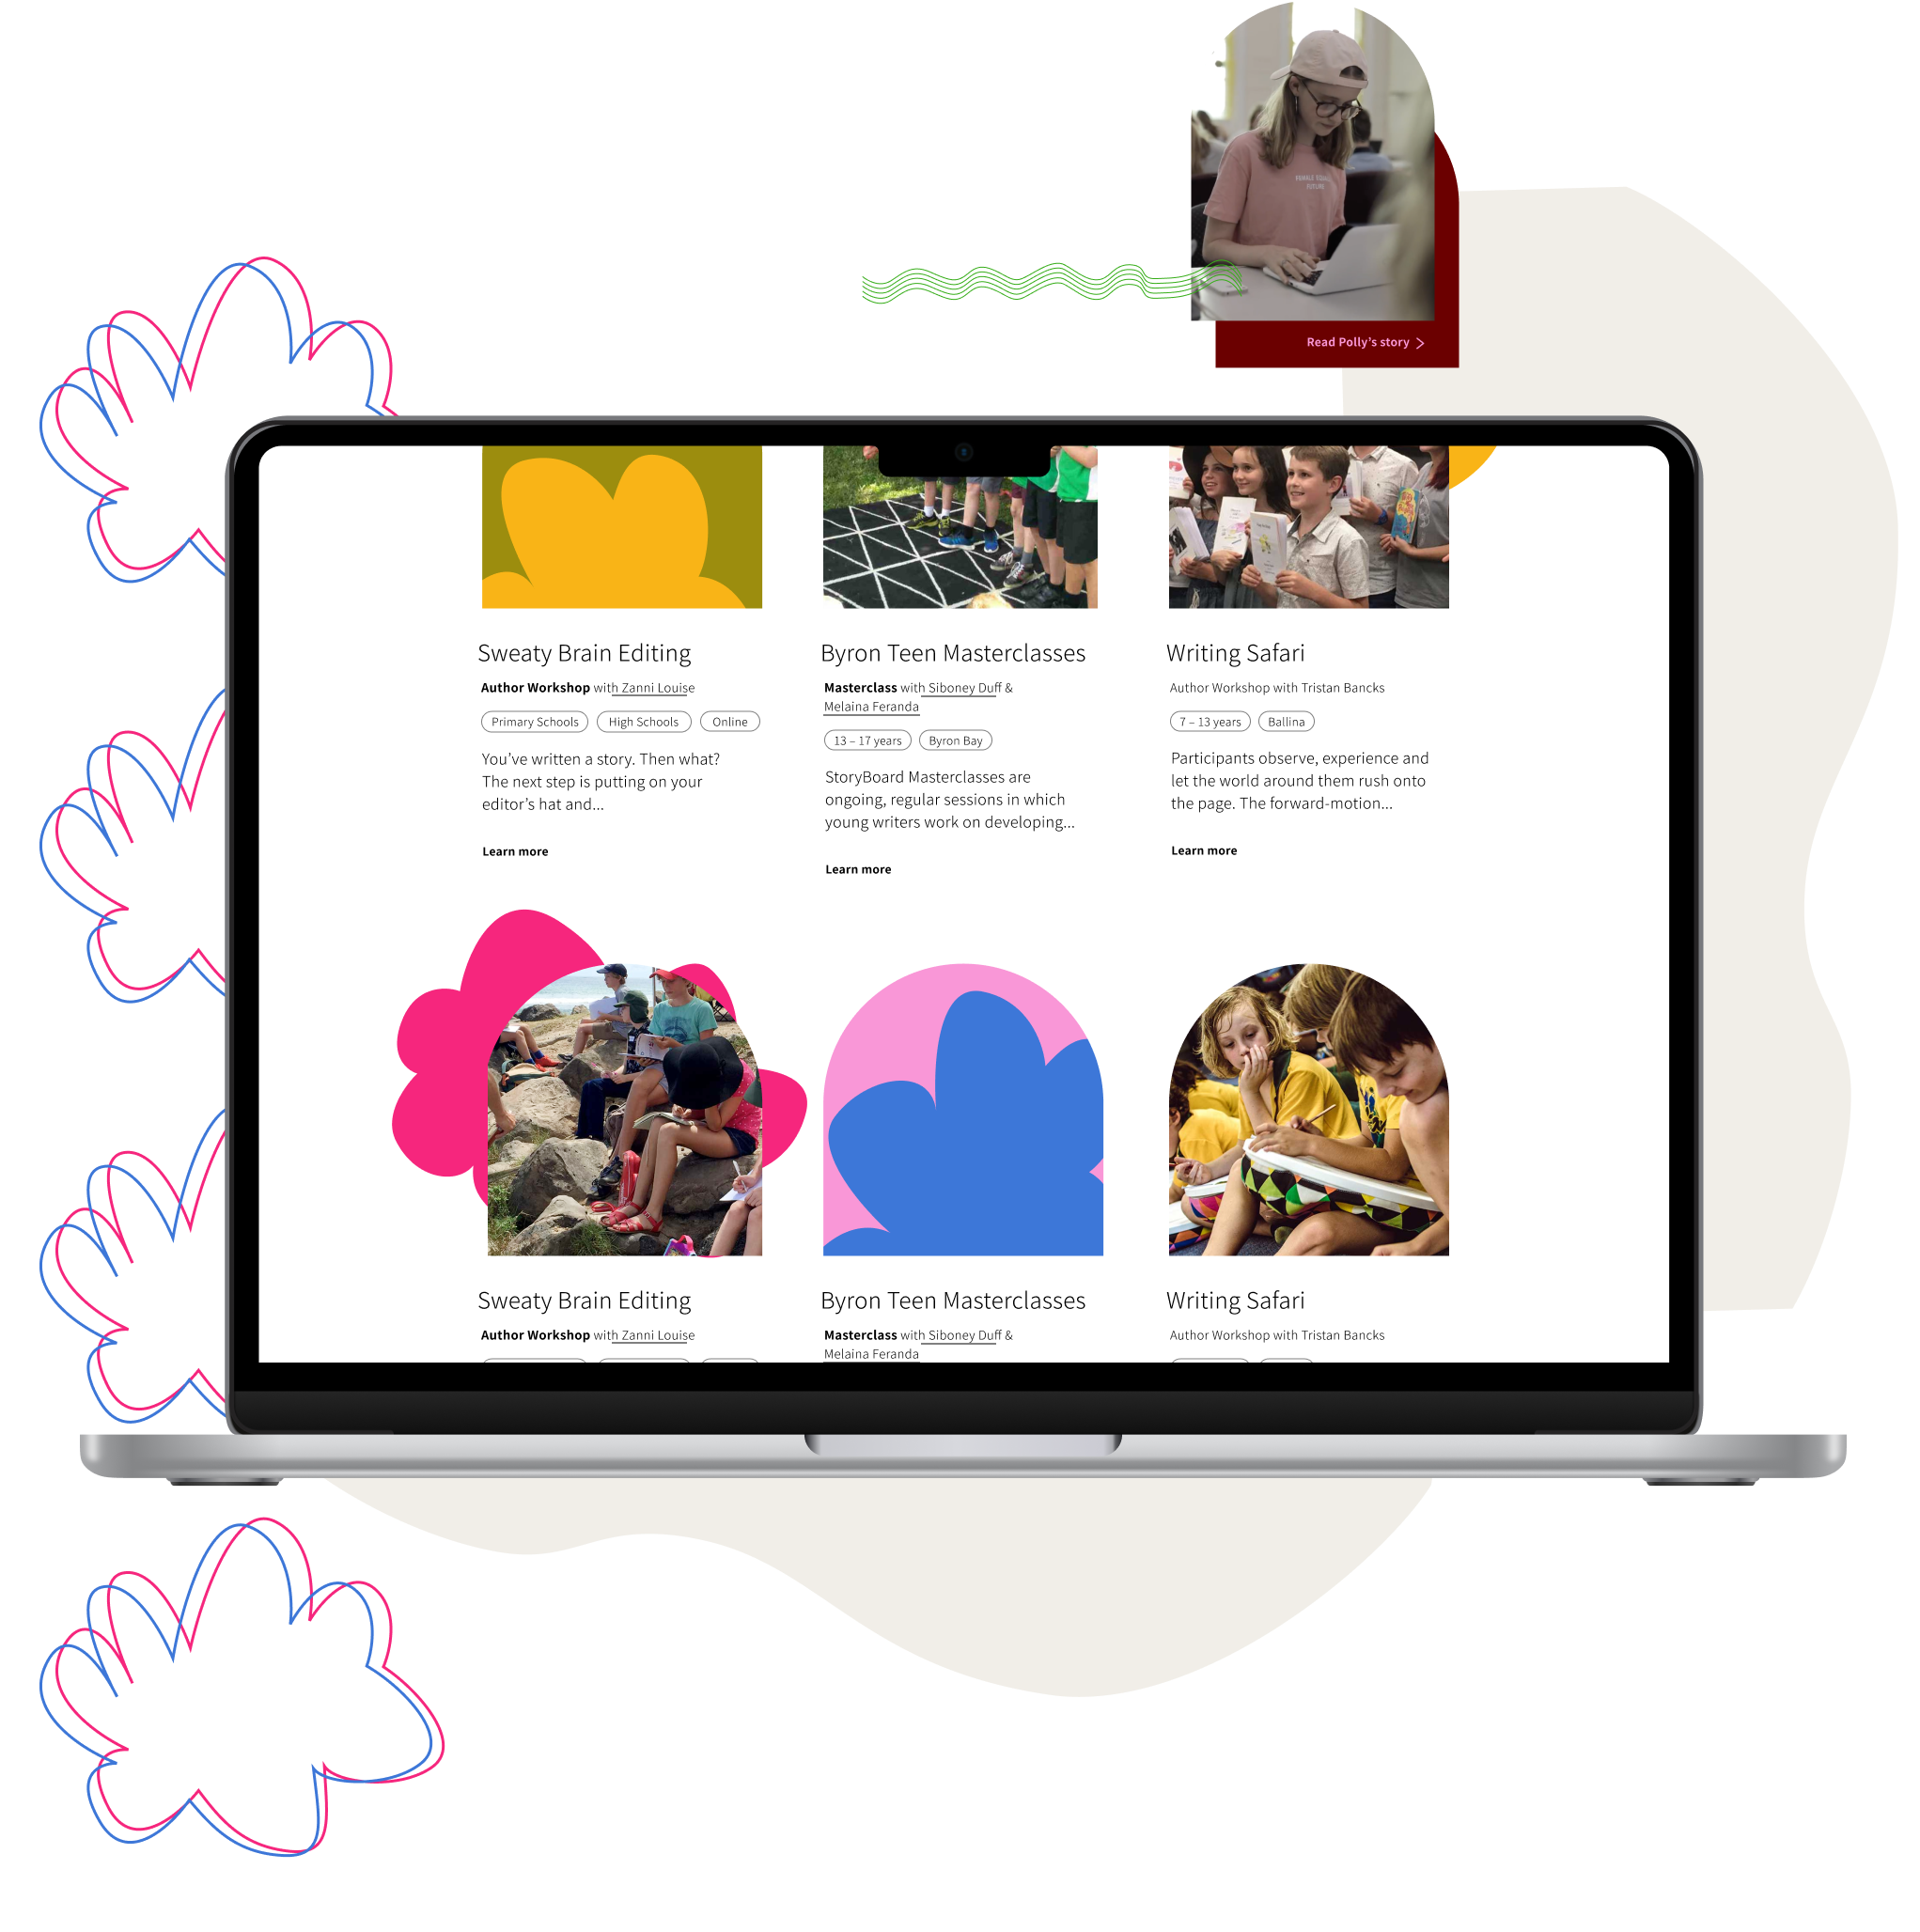 Read Polly’s story
Sweaty Brain Editing
Author Workshop with Zanni Louise
Primary Schools
High Schools
Online
You’ve written a story. Then what?
The next step is putting on your
editor’s hat and...
Learn more
Byron Teen Masterclasses
Masterclass with Siboney Duff &
Melaina Feranda
13 – 17 years
Byron Bay
StoryBoard Masterclasses are
ongoing, regular sessions in which
young writers work on developing...
Learn more
Writing Safari
Author Workshop with Tristan Bancks
7 – 13 years
Ballina
Participants observe, experience and
let the world around them rush onto
the page. The forward-motion...
Learn more
Sweaty Brain Editing
Author Workshop with Zanni Louise
Byron Teen Masterclasses
Masterclass with Siboney Duff &
Melaina Feranda
Writing Safari
Author Workshop with Tristan Bancks